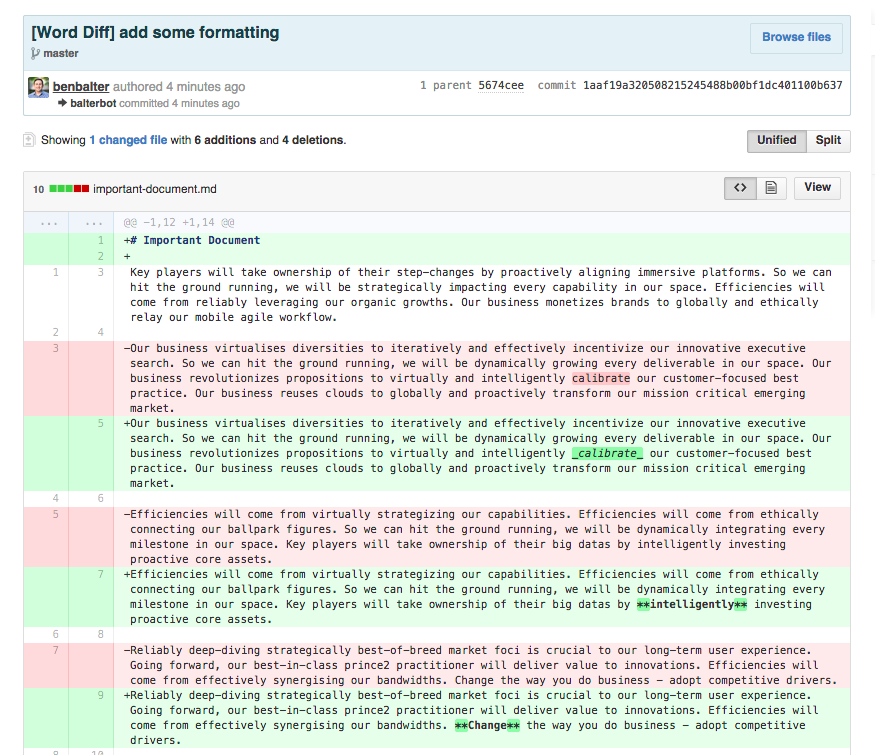 [Word Diff] add some formatting
Browse files
master
benbalter authored 4 minutes ago
1 parent 5674cee commit 1aaf19a320508215245488b00bf1dc401100b637
balterbot committed 4 minutes ago
Showing 1 changed file with 6 additions and 4 deletions.
Unified Split
10 important-document.md
<> View
... ... @@ -1,12 +1,14 @@
1 +# Important Document
2 +
1 3 Key players will take ownership of their step-changes by proactively aligning immersive platforms. So we can
hit the ground running, we will be strategically impacting every capability in our space. Efficiencies will
come from reliably leveraging our organic growths. Our business monetizes brands to globally and ethically
relay our mobile agile workflow.
2 4
3 -Our business virtualises diversities to iteratively and effectively incentivize our innovative executive
search. So we can hit the ground running, we will be dynamically growing every deliverable in our space. Our
business revolutionizes propositions to virtually and intelligently calibrate our customer-focused best
practice. Our business reuses clouds to globally and proactively transform our mission critical emerging
market.
5 +Our business virtualises diversities to iteratively and effectively incentivize our innovative executive
search. So we can hit the ground running, we will be dynamically growing every deliverable in our space. Our
business revolutionizes propositions to virtually and intelligently _calibrate_ our customer-focused best
practice. Our business reuses clouds to globally and proactively transform our mission critical emerging
market.
4 6
5 -Efficiencies will come from virtually strategizing our capabilities. Efficiencies will come from ethically
connecting our ballpark figures. So we can hit the ground running, we will be dynamically integrating every
milestone in our space. Key players will take ownership of their big datas by intelligently investing
proactive core assets.
7 +Efficiencies will come from virtually strategizing our capabilities. Efficiencies will come from ethically
connecting our ballpark figures. So we can hit the ground running, we will be dynamically integrating every
milestone in our space. Key players will take ownership of their big datas by **intelligently** investing
proactive core assets.
6 8
7 -Reliably deep-diving strategically best-of-breed market foci is crucial to our long-term user experience.
Going forward, our best-in-class prince2 practitioner will deliver value to innovations. Efficiencies will
come from effectively synergising our bandwidths. Change the way you do business – adopt competitive drivers.
9 +Reliably deep-diving strategically best-of-breed market foci is crucial to our long-term user experience.
Going forward, our best-in-class prince2 practitioner will deliver value to innovations. Efficiencies will
come from effectively synergising our bandwidths. **Change** the way you do business – adopt competitive
drivers.
8 10